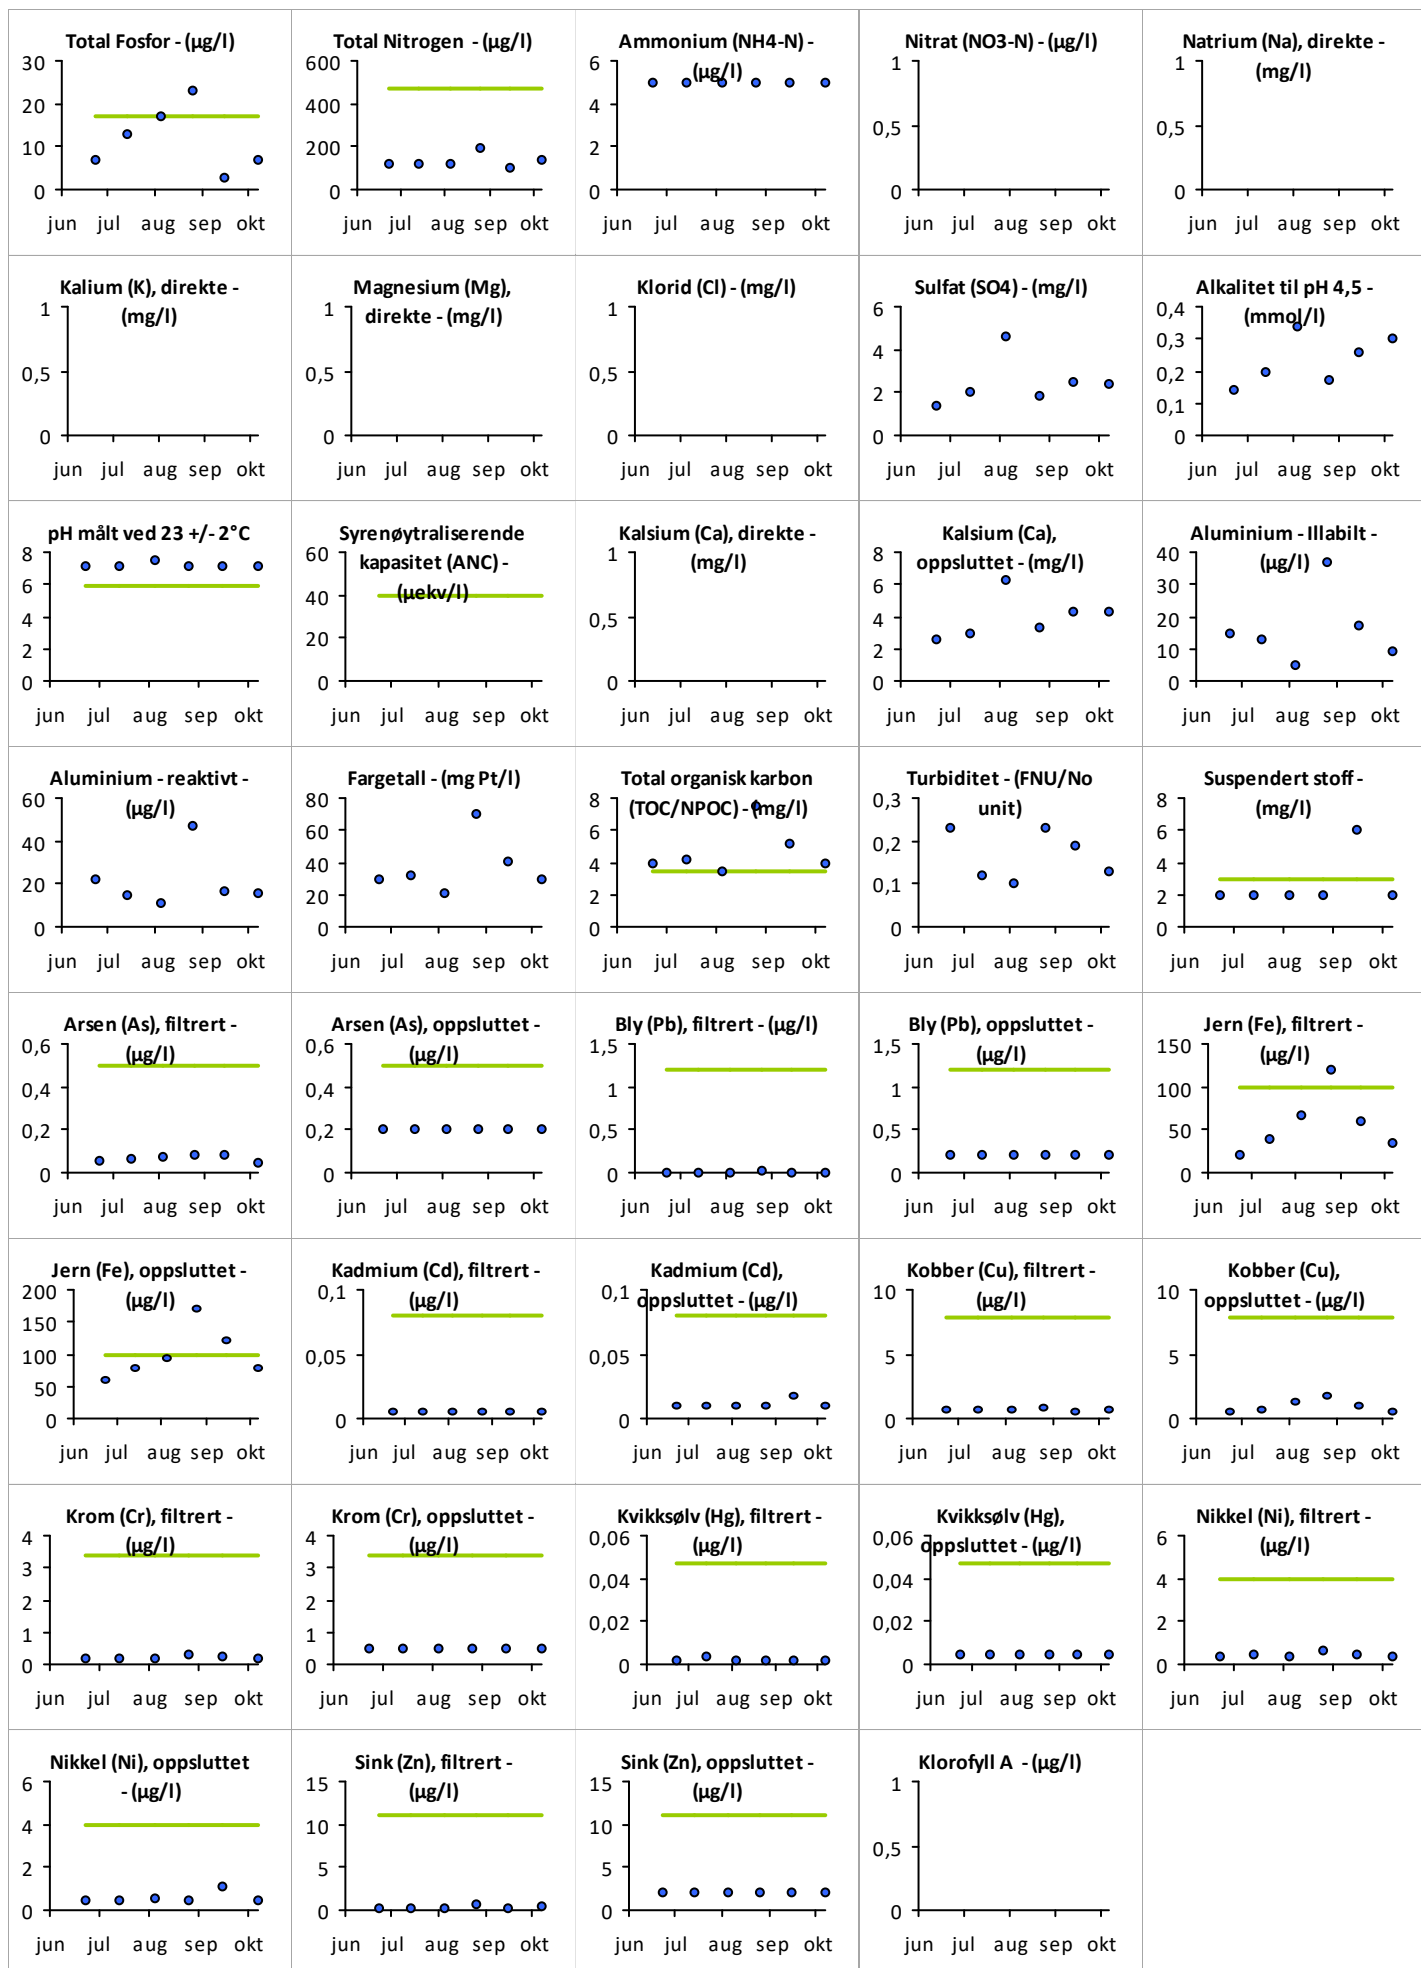 Total Fosfor - (µg/l)
30
20
10
0
jun jul aug sep okt
Total Nitrogen - (µg/l)
600
400
200
0
jun jul aug sep okt
Ammonium (NH4-N) -
(µg/l)
6
4
2
0
jun jul aug sep okt
Nitrat (NO3-N) - (µg/l)
1
0,5
0
jun jul aug sep okt
Natrium (Na), direkte -
(mg/l)
1
0,5
0
jun jul aug sep okt
Kalium (K), direkte -
(mg/l)
1
0,5
0
jun jul aug sep okt
Magnesium (Mg),
direkte - (mg/l)
1
0,5
0
jun jul aug sep okt
Klorid (Cl) - (mg/l)
1
0,5
0
jun jul aug sep okt
Sulfat (SO4) - (mg/l)
6
4
2
0
jun jul aug sep okt
Alkalitet til pH 4,5 -
(mmol/l)
0,4
0,3
0,2
0,1
0
jun jul aug sep okt
pH målt ved 23 +/- 2°C
8
6
4
2
0
jun jul aug sep okt
Syrenøytraliserende
kapasitet (ANC) -
(µekv/l)
60
40
20
0
jun jul aug sep okt
Kalsium (Ca), direkte -
(mg/l)
1
0,5
0
jun jul aug sep okt
Kalsium (Ca),
oppsluttet - (mg/l)
8
6
4
2
0
jun jul aug sep okt
Aluminium - Illabilt -
(µg/l)
40
30
20
10
0
jun jul aug sep okt
Aluminium - reaktivt -
(µg/l)
60
40
20
0
jun jul aug sep okt
Fargetall - (mg Pt/l)
80
60
40
20
0
jun jul aug sep okt
Total organisk karbon
(TOC/NPOC) - (mg/l)
8
6
4
2
0
jun jul aug sep okt
Turbiditet - (FNU/No
unit)
0,3
0,2
0,1
0
jun jul aug sep okt
Suspendert stoff -
(mg/l)
8
6
4
2
0
jun jul aug sep okt
Arsen (As), filtrert -
(µg/l)
0,6
0,4
0,2
0
jun jul aug sep okt
Arsen (As), oppsluttet -
(µg/l)
0,6
0,4
0,2
0
jun jul aug sep okt
Bly (Pb), filtrert - (µg/l)
1,5
1
0,5
0
jun jul aug sep okt
Bly (Pb), oppsluttet -
(µg/l)
1,5
1
0,5
0
jun jul aug sep okt
Jern (Fe), filtrert -
(µg/l)
150
100
50
0
jun jul aug sep okt
Jern (Fe), oppsluttet -
(µg/l)
200
150
100
50
0
jun jul aug sep okt
Kadmium (Cd), filtrert -
(µg/l)
0,1
0,05
0
jun jul aug sep okt
Kadmium (Cd),
oppsluttet - (µg/l)
0,1
0,05
0
jun jul aug sep okt
Kobber (Cu), filtrert -
(µg/l)
10
5
0
jun jul aug sep okt
Kobber (Cu),
oppsluttet - (µg/l)
10
5
0
jun jul aug sep okt
Krom (Cr), filtrert -
(µg/l)
4
3
2
1
0
jun jul aug sep okt
Krom (Cr), oppsluttet -
(µg/l)
4
3
2
1
0
jun jul aug sep okt
Kvikksølv (Hg), filtrert -
(µg/l)
0,06
0,04
0,02
0
jun jul aug sep okt
Kvikksølv (Hg),
oppsluttet - (µg/l)
0,06
0,04
0,02
0
jun jul aug sep okt
Nikkel (Ni), filtrert -
(µg/l)
6
4
2
0
jun jul aug sep okt
Nikkel (Ni), oppsluttet
- (µg/l)
6
4
2
0
jun jul aug sep okt
Sink (Zn), filtrert -
(µg/l)
15
10
5
0
jun jul aug sep okt
Sink (Zn), oppsluttet -
(µg/l)
15
10
5
0
jun jul aug sep okt
Klorofyll A - (µg/l)
1
0,5
0
jun jul aug sep okt